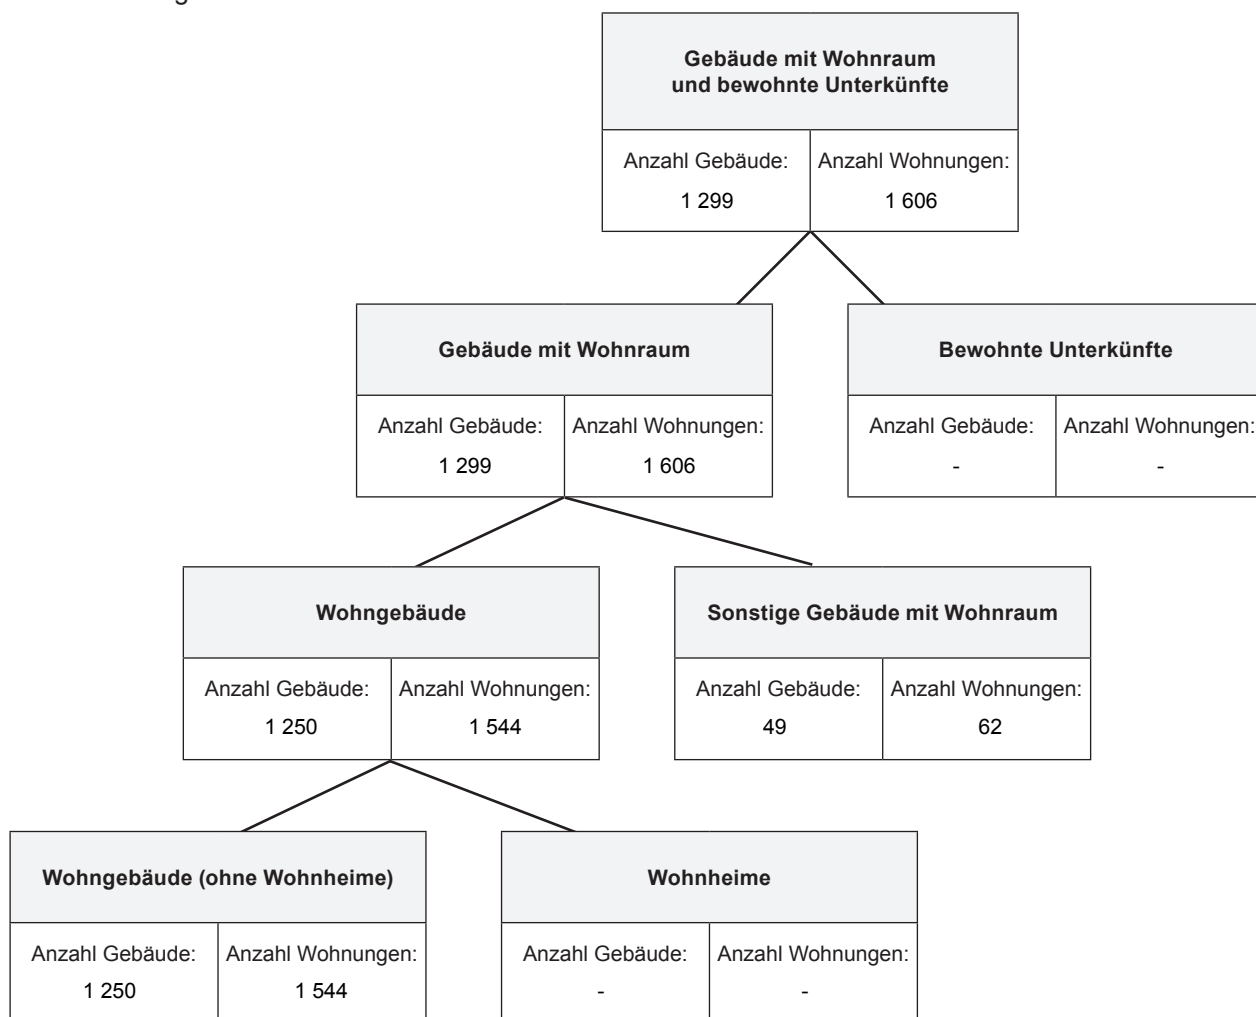 Gebäude mit Wohnraum
und bewohnte Unterkünfte
Anzahl Gebäude: Anzahl Wohnungen:
1 299 1 606
Gebäude mit Wohnraum
Anzahl Gebäude: Anzahl Wohnungen:
1 299 1 606
Bewohnte Unterkünfte
Anzahl Gebäude: Anzahl Wohnungen:
- -
Wohngebäude
Anzahl Gebäude: Anzahl Wohnungen:
1 250 1 544
Sonstige Gebäude mit Wohnraum
Anzahl Gebäude: Anzahl Wohnungen:
49 62
Wohngebäude (ohne Wohnheime)
Anzahl Gebäude: Anzahl Wohnungen:
1 250 1 544
Wohnheime
Anzahl Gebäude: Anzahl Wohnungen:
- -